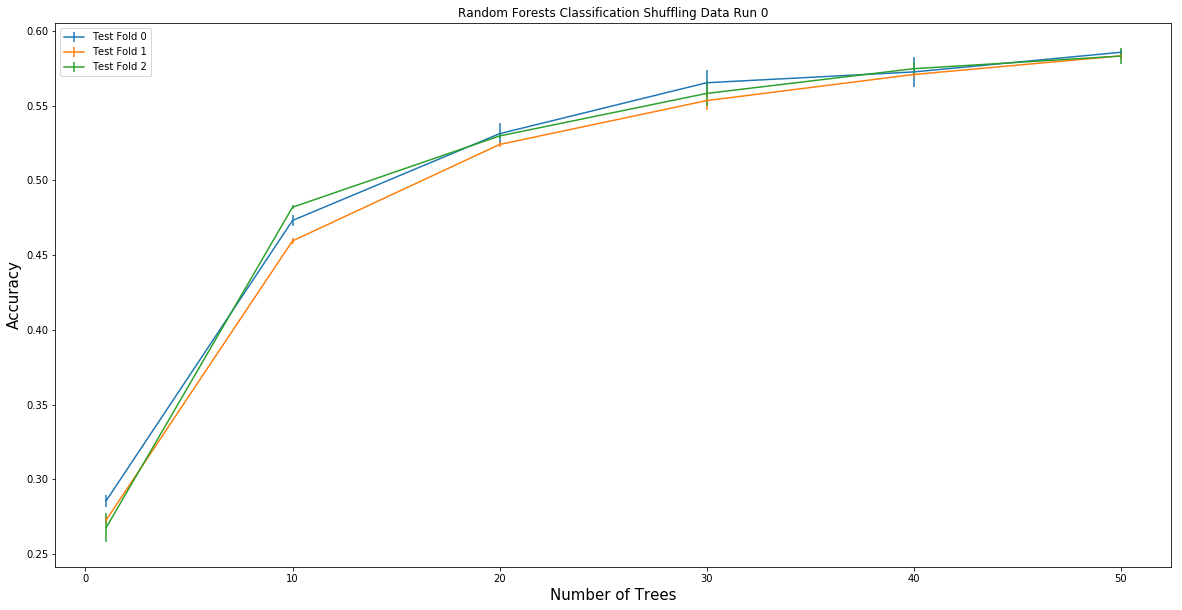 Random Forests Classification Shuffling Data Run 0
Test Fold 0
Test Fold 1
Test Fold 2
Accuracy
0.60
0.55
0.50
0.45
0.40
0.35
0.30
0.25
0
10
20
30
40
50
Number of Trees